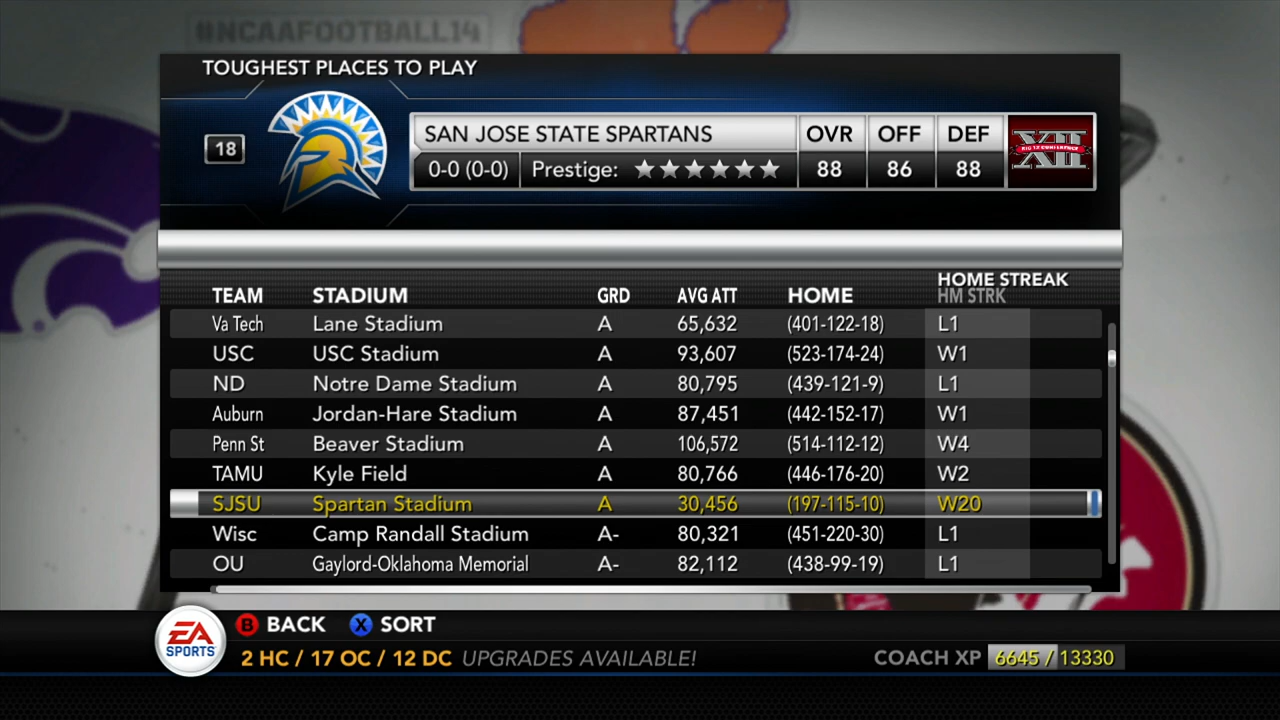 #NCAAFOOTBALL14
TOUGHEST PLACES TO PLAY
18
SAN JOSE STATE SPARTANS OVR OFF DEF
0-0 (0-0) Prestige: 88 86 88
XII
BIG 12 CONFERENCE
HOME STREAK
TEAM STADIUM GRD AVG ATT HOME HM STRK
Va Tech Lane Stadium A 65,632 (401-122-18) L1
USC USC Stadium A 93,607 (523-174-24) W1
ND Notre Dame Stadium A 80,795 (439-121-9) L1
Auburn Jordan-Hare Stadium A 87,451 (442-152-17) W1
Penn St Beaver Stadium A 106,572 (514-112-12) W4
TAMU Kyle Field A 80,766 (446-176-20) W2
SJSU Spartan Stadium A 30,456 (197-115-10) W20
Wisc Camp Randall Stadium A- 80,321 (451-220-30) L1
OU Gaylord-Oklahoma Memorial A- 82,112 (438-99-19) L1
EA SPORTS
B BACK X SORT
2 HC / 17 OC / 12 DC UPGRADES AVAILABLE!
COACH XP 6645 / 13330